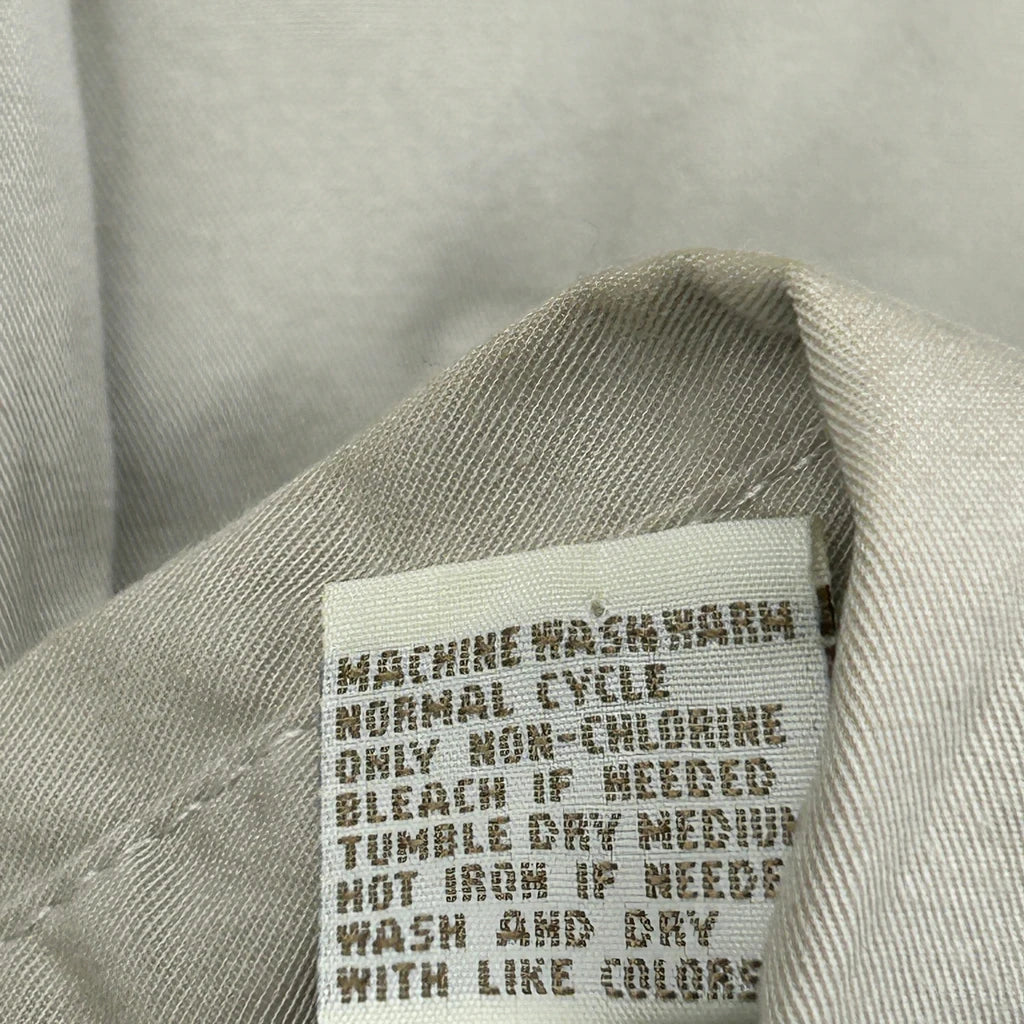 MACHINE WASH WARM
NORMAL CYCLE
ONLY NON-CHLORINE
BLEACH IF NEEDED
TUMBLE DRY MEDIUM
HOT IRON IF NEEDE
WASH AND DRY
WITH LIKE COLORS